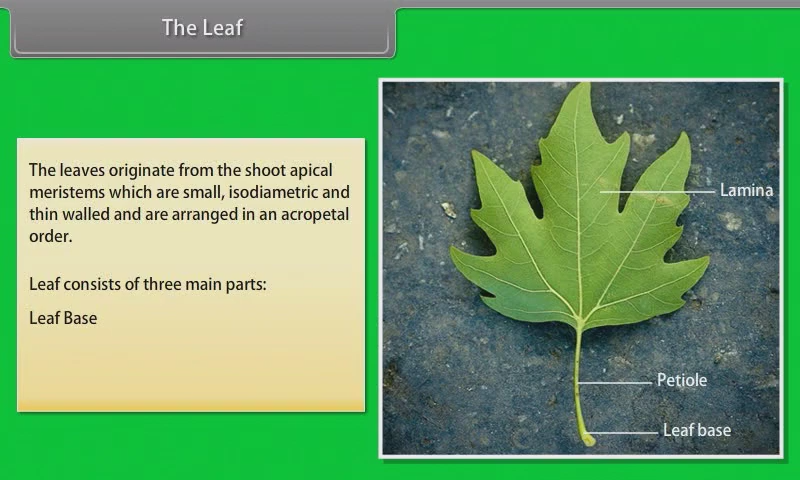 The Leaf
The leaves originate from the shoot apical
meristems which are small, isodiametric and
thin walled and are arranged in an acropetal
order.
Leaf consists of three main parts:
Leaf Base
Lamina
Petiole
Leaf base